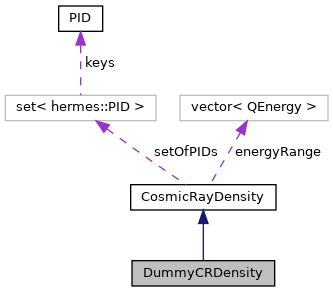 PID
keys
set< hermes::PID >
vector< QEnergy >
setOfPIDs
energyRange
CosmicRayDensity
DummyCRDensity